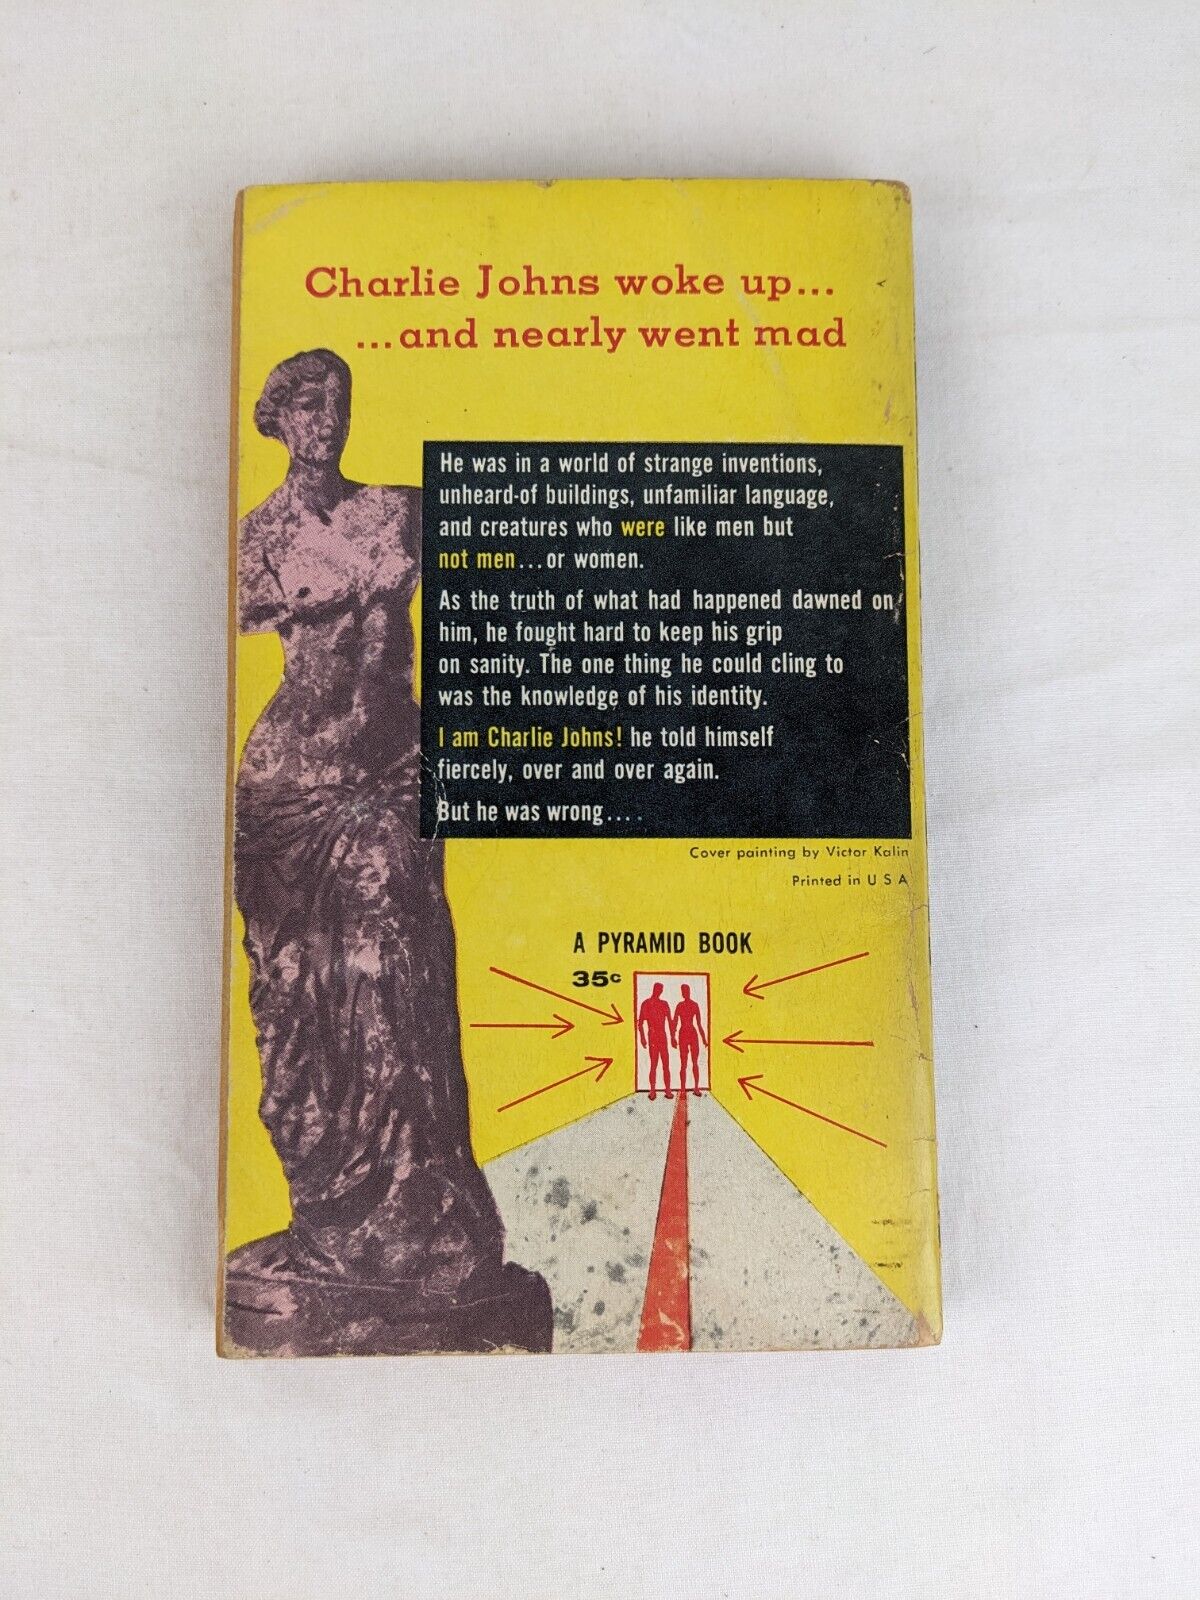 Charlie Johns woke up...
...and nearly went mad
He was in a world of strange inventions,
unheard-of buildings, unfamiliar language,
and creatures who were like men but
not men...or women.
As the truth of what had happened dawned on
him, he fought hard to keep his grip
on sanity. The one thing he could cling to
was the knowledge of his identity.
I am Charlie Johns! he told himself
fiercely, over and over again.
But he was wrong....
Cover painting by Victor Kalin
Printed in U S A
A PYRAMID BOOK
35c